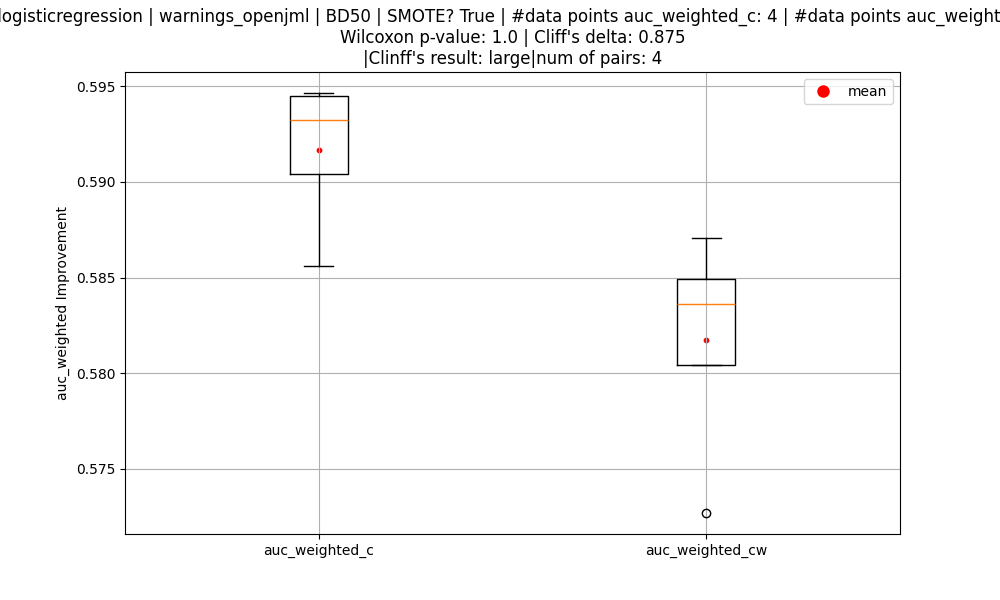 logisticregression | warnings_openjml | BD50 | SMOTE? True | #data points auc_weighted_c: 4 | #data points
Wilcoxon p-value: 1.0 | Cliff's delta: 0.875
|Clinff's result: large|num of pairs: 4
mean
0.595
0.590
0.585
0.580
0.575
auc_weighted Improvement
auc_weighted_c
auc_weighted_cw